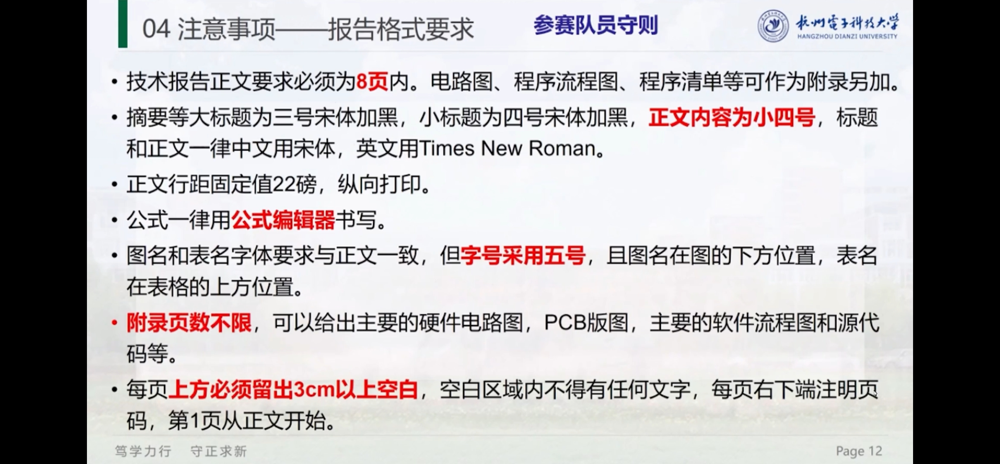 04 注意事项——报告格式要求
参赛队员守则
杭州电子科技大学
HANGZHOU DIANZI UNIVERSITY
• 技术报告正文要求必须为8页内。电路图、程序流程图、程序清单等可作为附录另加。
• 摘要等大标题为三号宋体加黑，小标题为四号宋体加黑，正文内容为小四号，标题
和正文一律中文用宋体，英文用Times New Roman。
• 正文行距固定值22磅，纵向打印。
• 公式一律用公式编辑器书写。
• 图名和表名字体要求与正文一致，但字号采用五号，且图名在图的下方位置，表名
在表格的上方位置。
• 附录页数不限，可以给出主要的硬件电路图，PCB版图，主要的软件流程图和源代
码等。
• 每页上方必须留出3cm以上空白，空白区域内不得有任何文字，每页右下端注明页
码，第1页从正文开始。
笃学力行 守正求新
Page 12